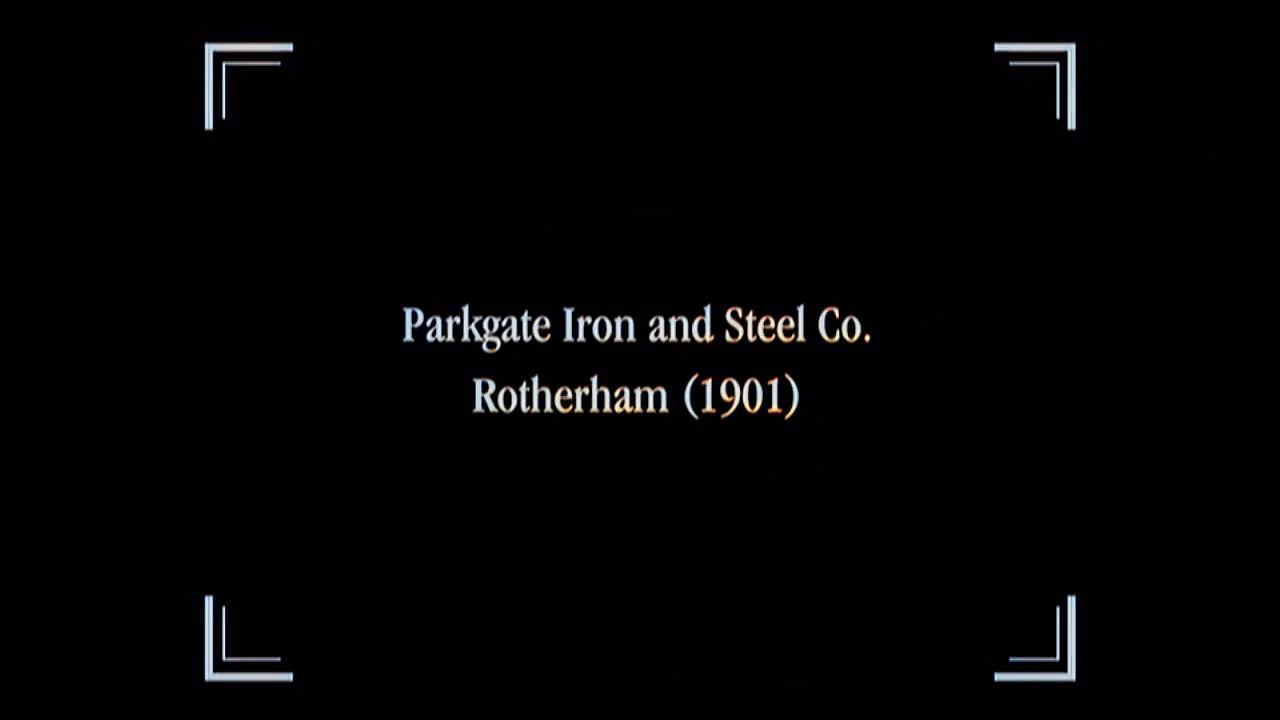 Parkgate Iron and Steel Co.
Rotherham (1901)